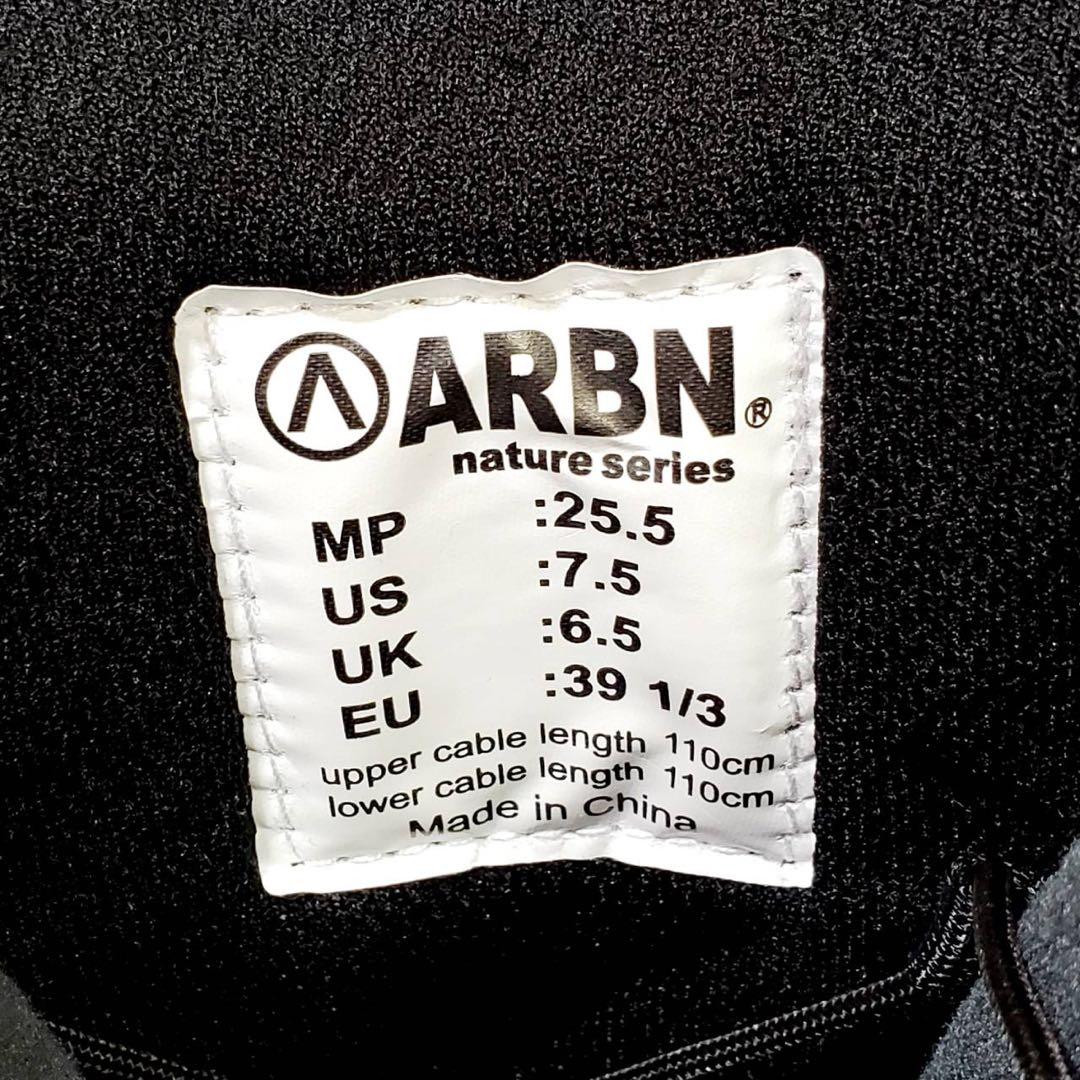 ARBN®
nature series
MP :25.5
US :7.5
UK :6.5
EU :39 1/3
upper cable length 110cm
lower cable length 110cm
Made in China